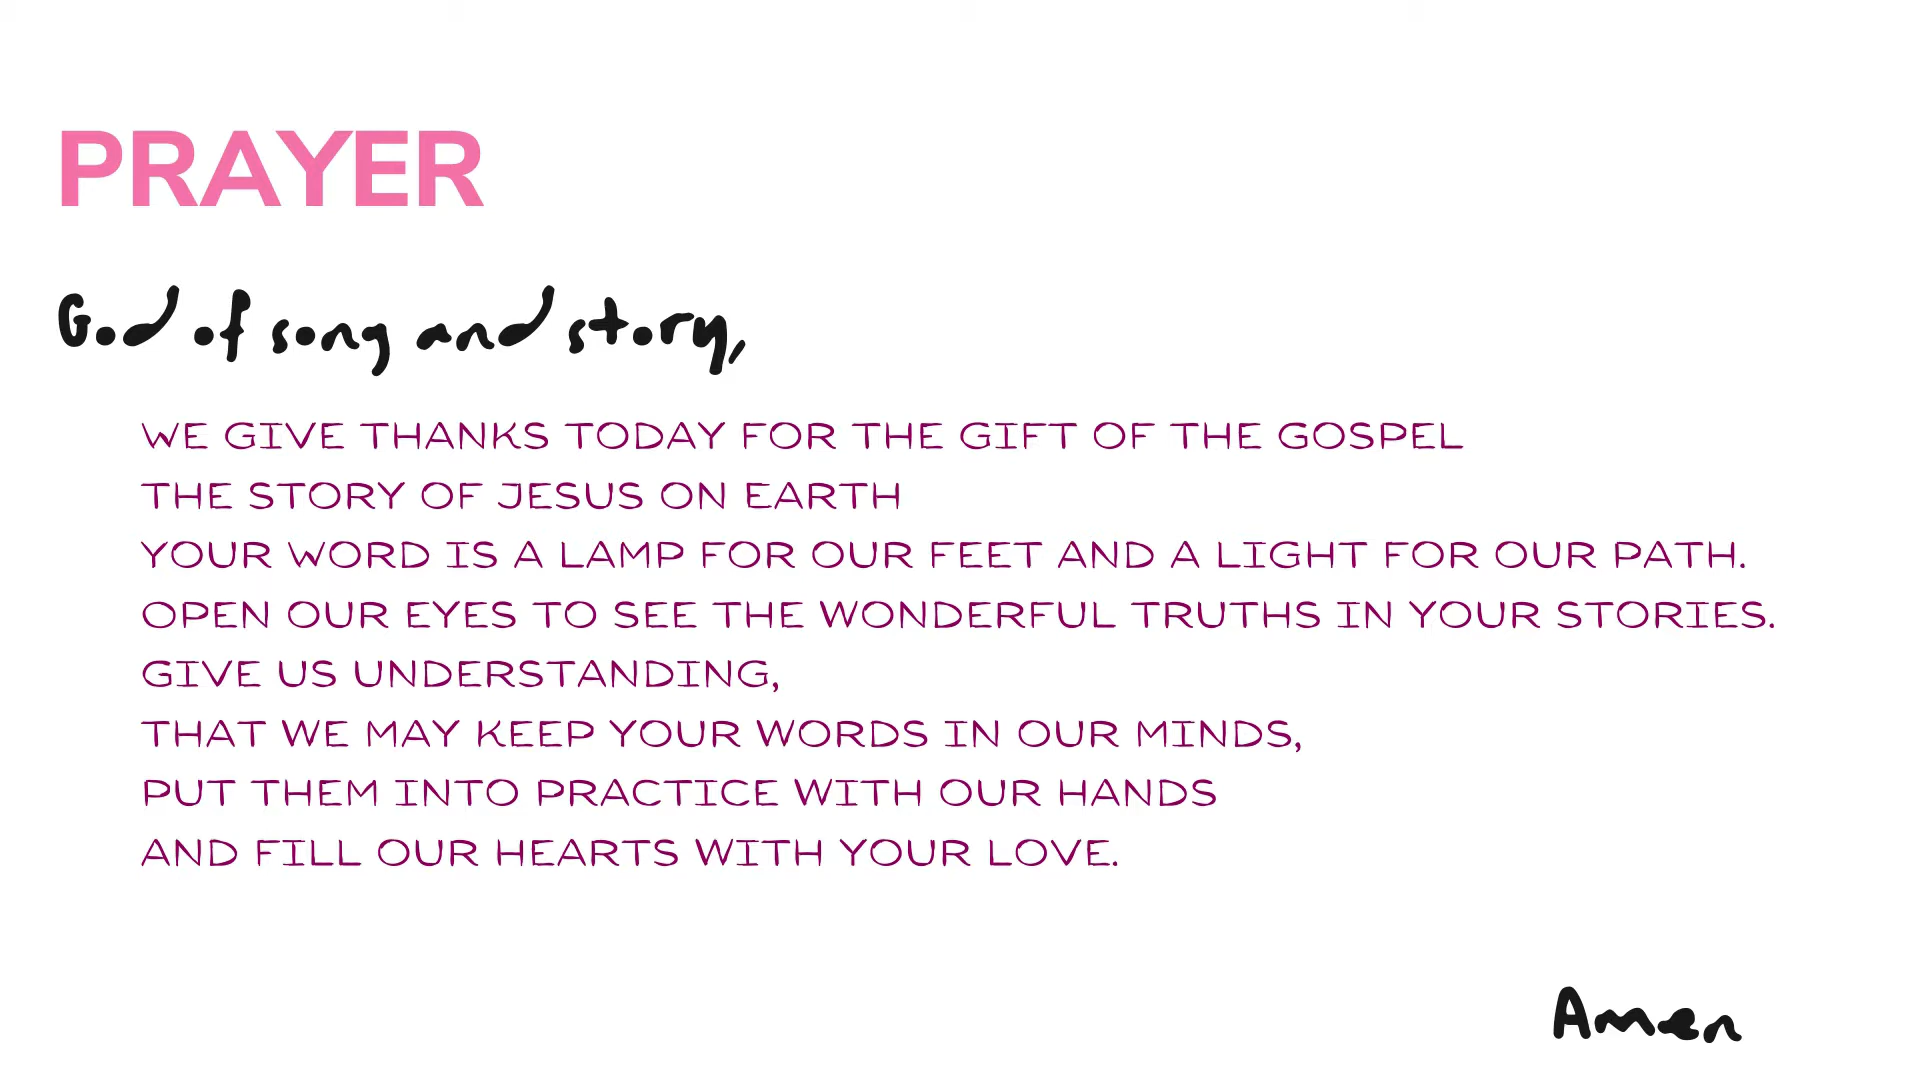 PRAYER
God of song and story,
WE GIVE THANKS TODAY FOR THE GIFT OF THE GOSPEL
THE STORY OF JESUS ON EARTH
YOUR WORD IS A LAMP FOR OUR FEET AND A LIGHT FOR OUR PATH.
OPEN OUR EYES TO SEE THE WONDERFUL TRUTHS IN YOUR STORIES.
GIVE US UNDERSTANDING,
THAT WE MAY KEEP YOUR WORDS IN OUR MINDS,
PUT THEM INTO PRACTICE WITH OUR HANDS
AND FILL OUR HEARTS WITH YOUR LOVE.
Amen